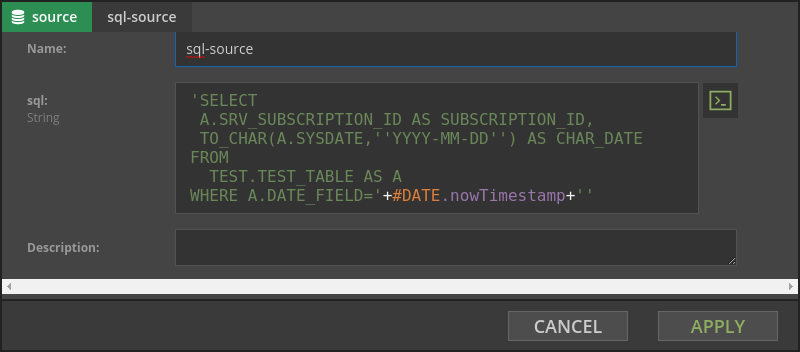 source
sql-source
Name:
sql-source
sql:
String
'SELECT
A.SRV_SUBSCRIPTION_ID AS SUBSCRIPTION_ID,
TO_CHAR(A.SYSDATE,''YYYY-MM-DD'') AS CHAR_DATE
FROM
TEST.TEST_TABLE AS A
WHERE A.DATE_FIELD='+#DATE.nowTimestamp+''
Description:
CANCEL
APPLY